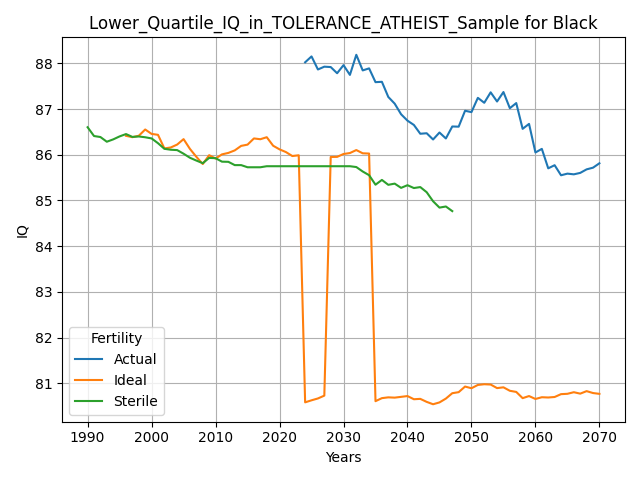 Lower_Quartile_IQ_in_TOLERANCE_ATHEIST_Sample for Black
IQ
88
87
86
85
84
83
82
81
Fertility
Actual
Ideal
Sterile
1990 2000 2010 2020 2030 2040 2050 2060 2070
Years